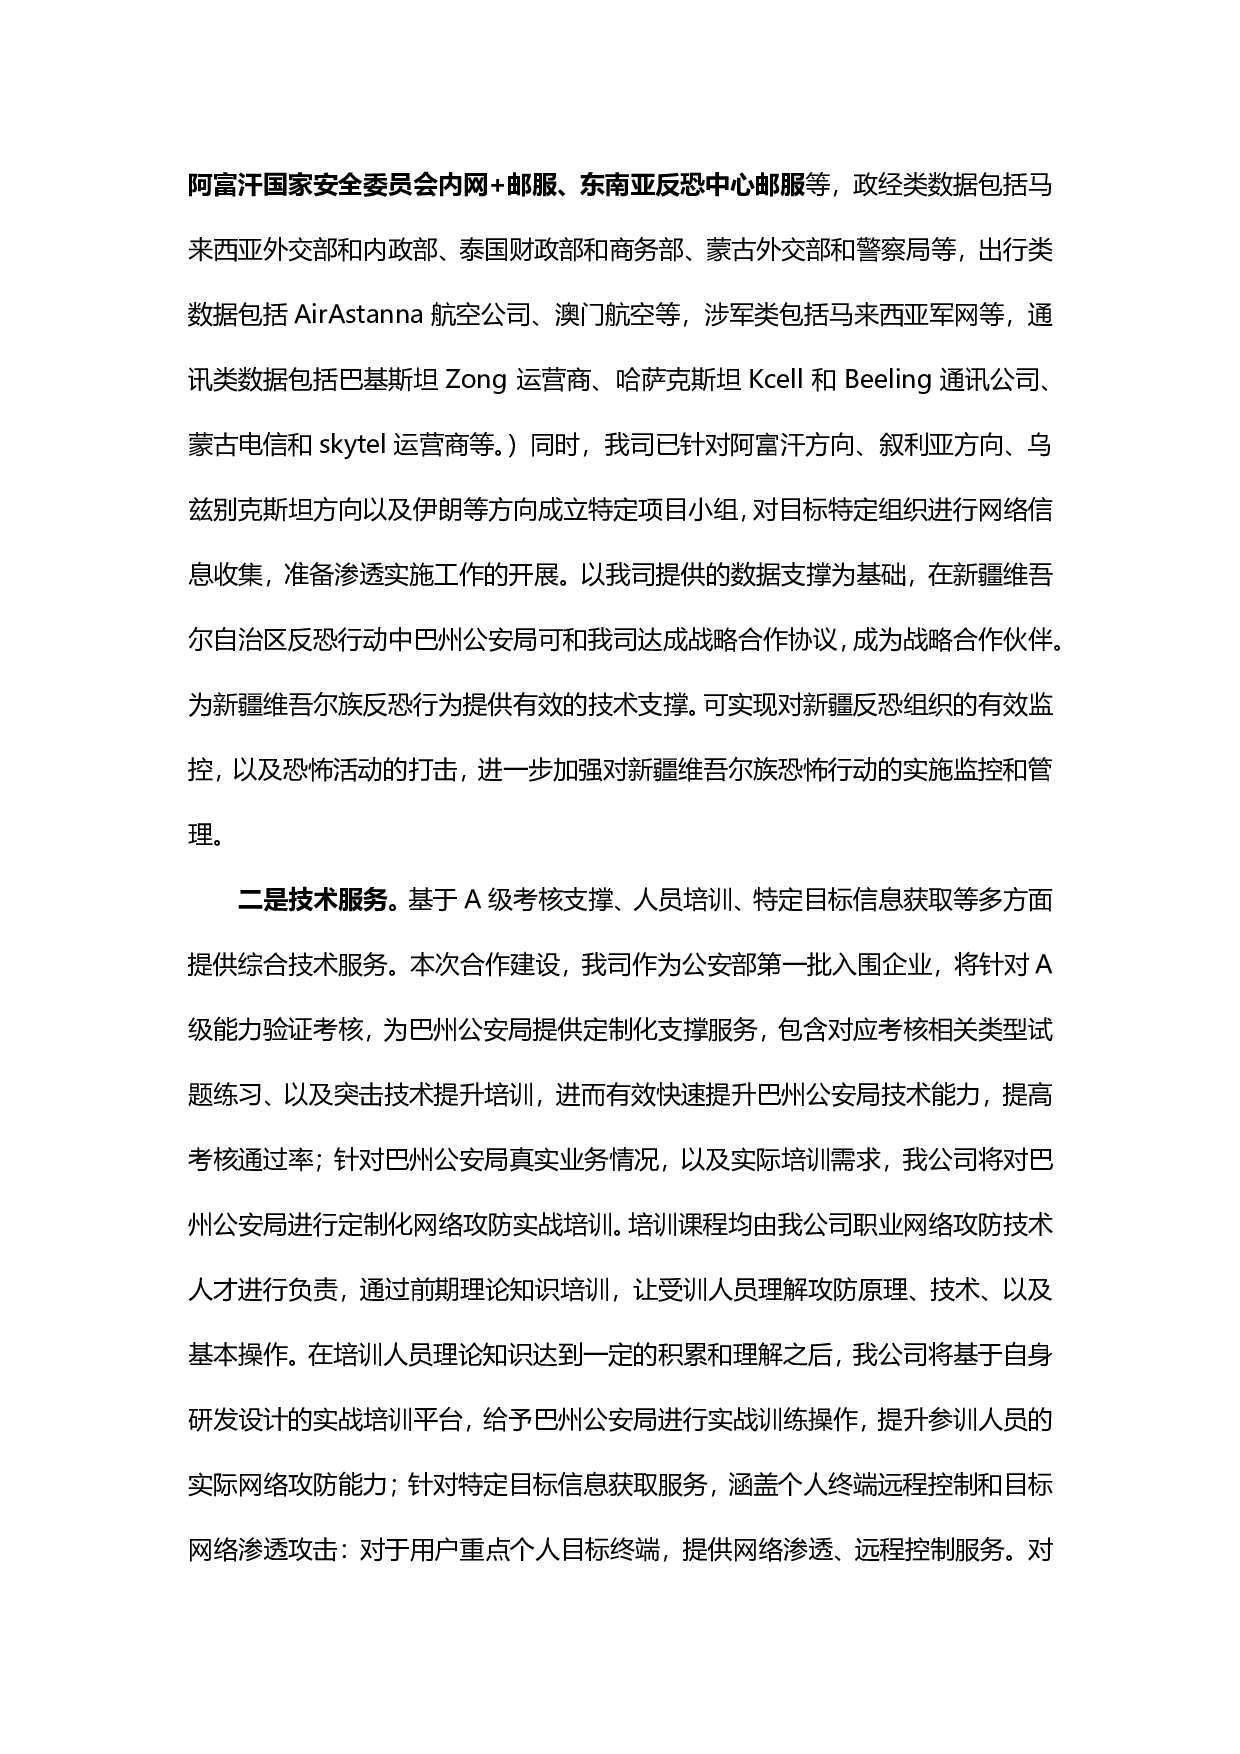 阿富汗国家安全委员会内网+邮服、东南亚反恐中心邮服等，政经类数据包括马
来西亚外交部和内政部、泰国财政部和商务部、蒙古外交部和警察局等，出行类
数据包括 AirAstanna 航空公司、澳门航空等，涉军类包括马来西亚军网等，通
讯类数据包括巴基斯坦 Zong 运营商、哈萨克斯坦 Kcell 和 Beeling 通讯公司、
蒙古电信和 skytel 运营商等。）同时，我司已针对阿富汗方向、叙利亚方向、乌
兹别克斯坦方向以及伊朗等方向成立特定项目小组，对目标特定组织进行网络信
息收集，准备渗透实施工作的开展。以我司提供的数据支撑为基础，在新疆维吾
尔自治区反恐行动中巴州公安局可和我司达成战略合作协议，成为战略合作伙伴。
为新疆维吾尔族反恐行为提供有效的技术支撑。可实现对新疆反恐组织的有效监
控，以及恐怖活动的打击，进一步加强对新疆维吾尔族恐怖行动的实施监控和管
理。
二是技术服务。基于 A 级考核支撑、人员培训、特定目标信息获取等多方面
提供综合技术服务。本次合作建设，我司作为公安部第一批入围企业，将针对 A
级能力验证考核，为巴州公安局提供定制化支撑服务，包含对应考核相关类型试
题练习、以及突击技术提升培训，进而有效快速提升巴州公安局技术能力，提高
考核通过率；针对巴州公安局真实业务情况，以及实际培训需求，我公司将对巴
州公安局进行定制化网络攻防实战培训。培训课程均由我公司职业网络攻防技术
人才进行负责，通过前期理论知识培训，让受训人员理解攻防原理、技术、以及
基本操作。在培训人员理论知识达到一定的积累和理解之后，我公司将基于自身
研发设计的实战培训平台，给予巴州公安局进行实战训练操作，提升参训人员的
实际网络攻防能力；针对特定目标信息获取服务，涵盖个人终端远程控制和目标
网络渗透攻击：对于用户重点个人目标终端，提供网络渗透、远程控制服务。对